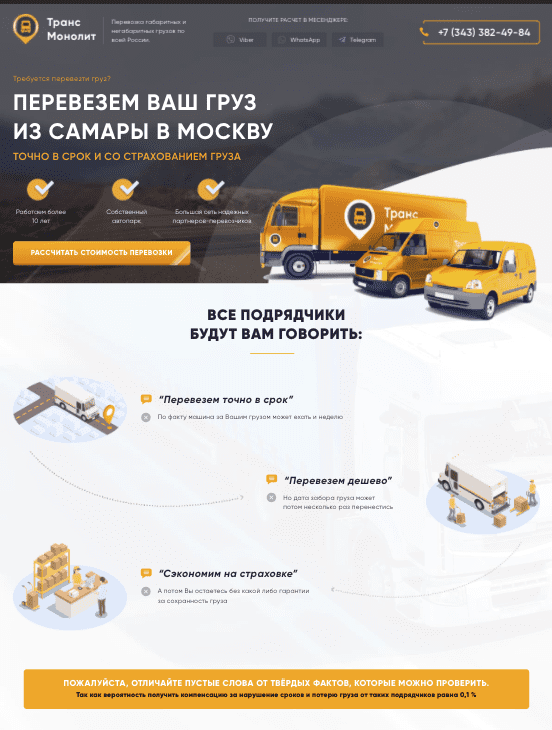 Транс
Монолит
Перевозка габаритных и
негабаритных грузов по
всей России.
ПОЛУЧИТЕ РАСЧЕТ В МЕСЕНДЖЕРЕ:
Viber
WhatsApp
Telegram
+7 (343) 382-49-84
Требуется перевезти груз?
ПЕРЕВЕЗЕМ ВАШ ГРУЗ
ИЗ САМАРЫ В МОСКВУ
ТОЧНО В СРОК И СО СТРАХОВАНИЕМ ГРУЗА
Работаем более
10 лет
Собственный
автопарк
Большая сеть надежных
партнеров-перевозчиков
РАССЧИТАТЬ СТОИМОСТЬ ПЕРЕВОЗКИ
Транс
ВСЕ ПОДРЯДЧИКИ
БУДУТ ВАМ ГОВОРИТЬ:
“Перевезем точно в срок”
По факту машина за Вашим грузом может ехать и неделю
“Перевезем дешево”
Но дата забора груза может
потом несколько раз перенестись
“Сэкономим на страховке”
А потом Вы остаетесь без какой либо гарантии
за сохранность груза
ПОЖАЛУЙСТА, ОТЛИЧАЙТЕ ПУСТЫЕ СЛОВА ОТ ТВЁРДЫХ ФАКТОВ, КОТОРЫЕ МОЖНО ПРОВЕРИТЬ.
Так как вероятность получить компенсацию за нарушение сроков и потерю груза от таких подрядчиков равна 0,1 %